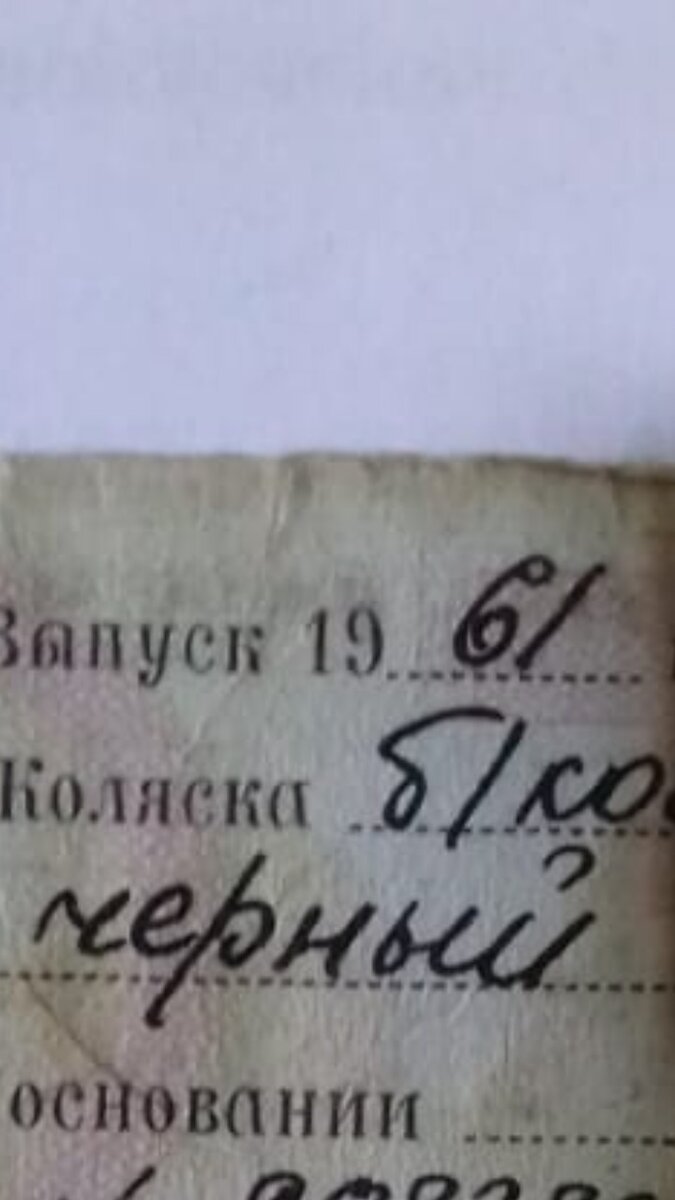 Выпуск 19 61
Коляска б/ко
черный
основании